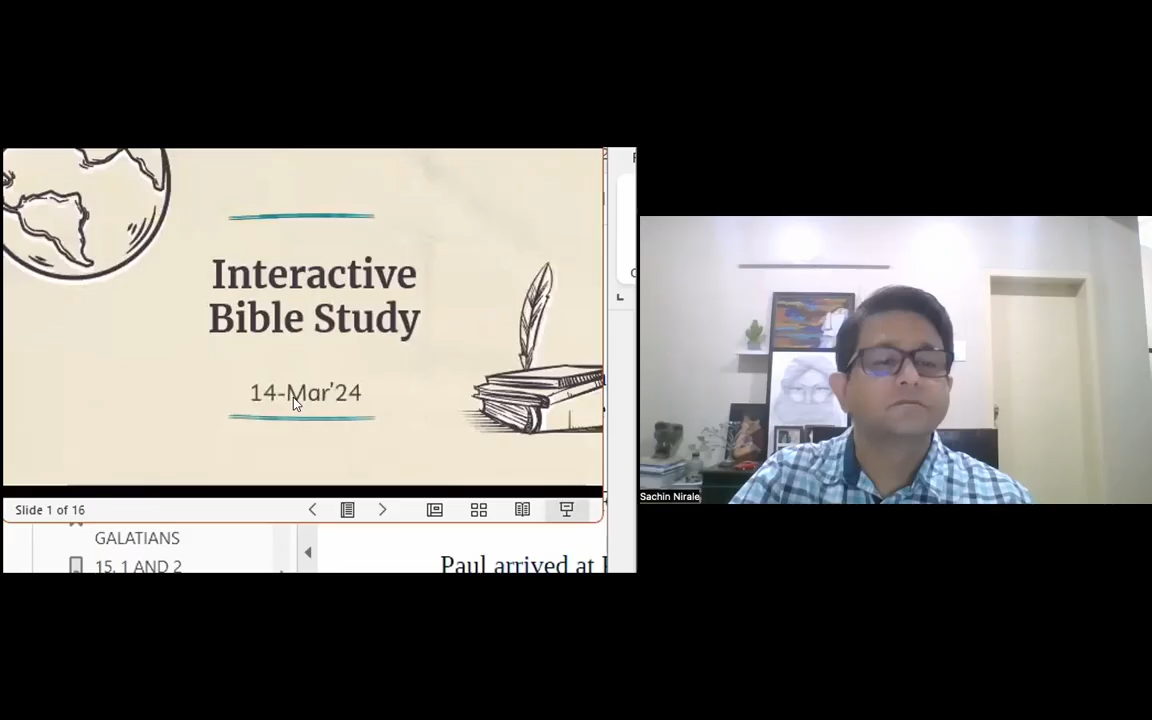 Interactive
Bible Study
14-Mar'24
Slide 1 of 16
GALATIANS
15. 1 AND 2
Paul arrived at
Sachin Nirale